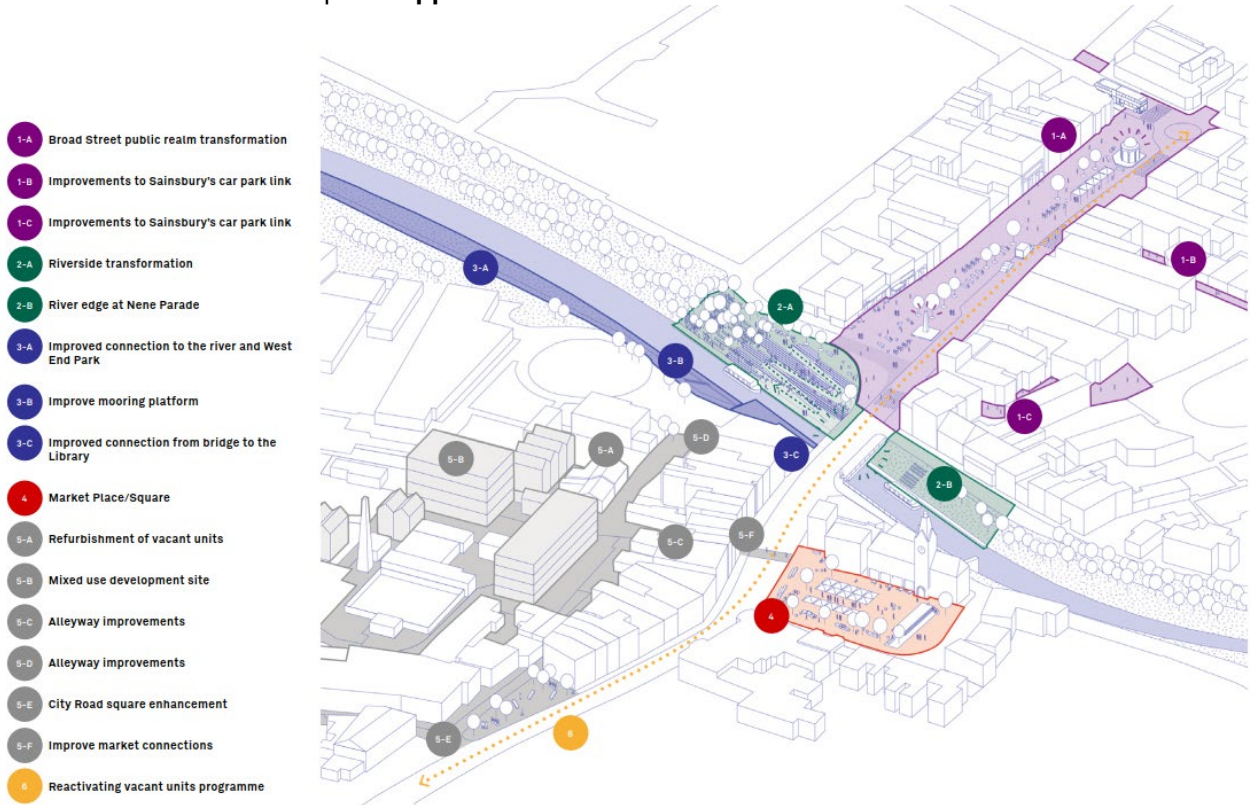 1-A Broad Street public realm transformation
1-B Improvements to Sainsbury's car park link
1-C Improvements to Sainsbury's car park link
2-A Riverside transformation
2-B River edge at Nene Parade
3-A Improved connection to the river and West
End Park
3-B Improve mooring platform
3-C Improved connection from bridge to the
Library
4 Market Place/Square
5-A Refurbishment of vacant units
5-B Mixed use development site
5-C Alleyway improvements
5-D Alleyway improvements
5-E City Road square enhancement
5-F Improve market connections
6 Reactivating vacant units programme
1-A
1-B
3-A
2-A
3-B
1-C
5-D
5-A
3-C
5-B
2-B
5-F
5-C
4
6
5-E